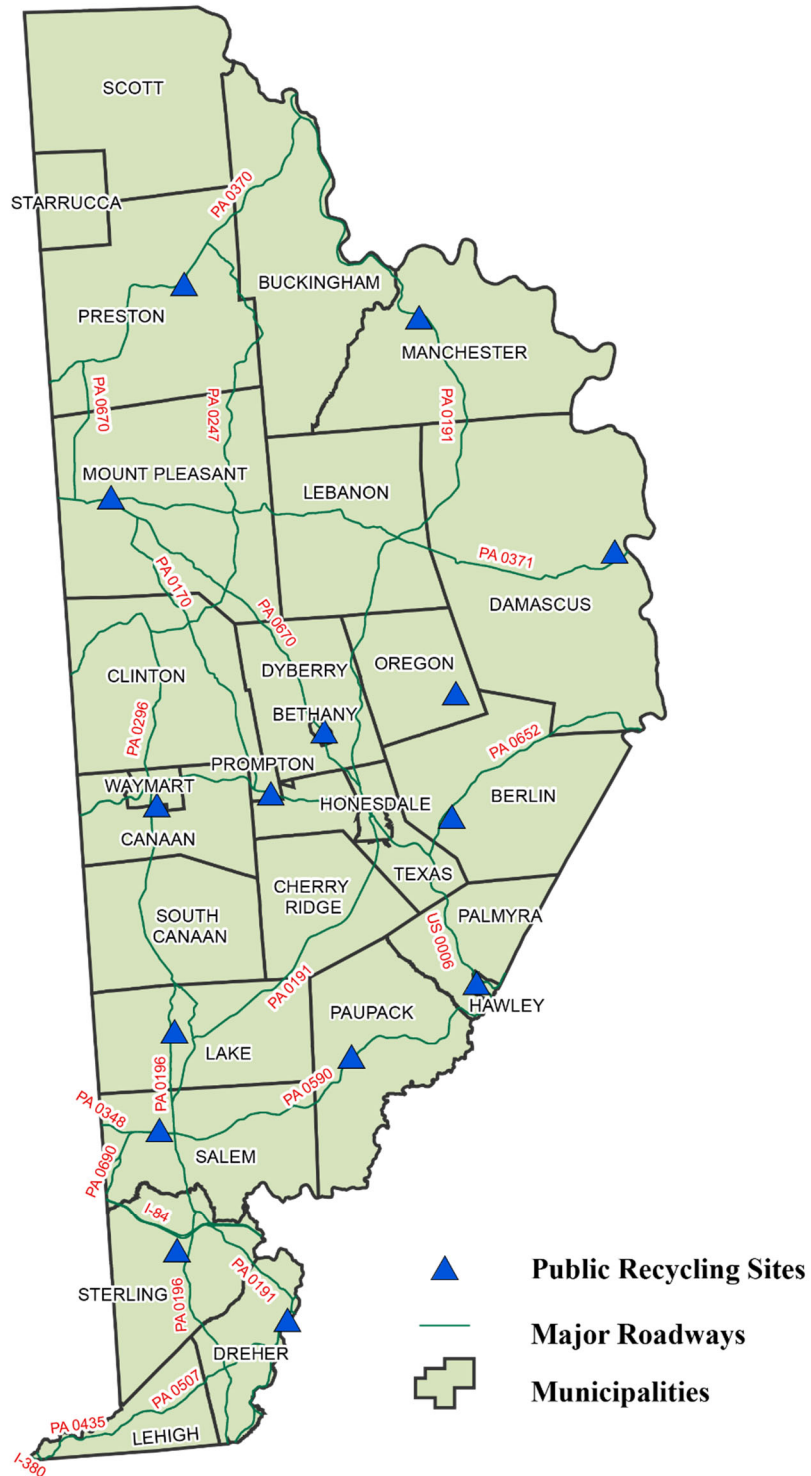 SCOTT
STARRUCCA
PA 0370
BUCKINGHAM
PRESTON
MANCHESTER
PA 0670
PA 0247
PA 0191
MOUNT PLEASANT
LEBANON
PA 0371
PA 0170
DAMASCUS
PA 0670
CLINTON
DYBERRY
OREGON
PA 0296
BETHANY
PA 0652
PROMPTON
WAYMART
HONESDALE
BERLIN
CANAAN
TEXAS
CHERRY
RIDGE
SOUTH
CANAAN
PALMYRA
US 0006
PA 0191
HAWLEY
PAUPACK
LAKE
PA 0196
PA 0590
PA 0348
SALEM
PA 0690
I-84
PA 0191
STERLING
PA 0196
DREHER
PA 0507
PA 0435
LEHIGH
I-380
Public Recycling Sites
Major Roadways
Municipalities